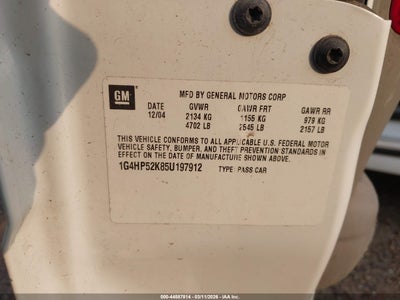 GM
MFD BY GENERAL MOTORS CORP
DATE GVWR GAWR FRT GAWR RR
12/04 2134 KG 1155 KG 979 KG
4702 LB 2545 LB 2157 LB
THIS VEHICLE CONFORMS TO ALL APPLICABLE U.S. FEDERAL MOTOR
VEHICLE SAFETY, BUMPER, AND THEFT PREVENTION STANDARDS IN
EFFECT ON THE DATE OF MANUFACTURE SHOWN ABOVE.
1G4HP52K85U197912 TYPE: PASS CAR
500-44587814 - 03/11/2026 - IAA Inc.